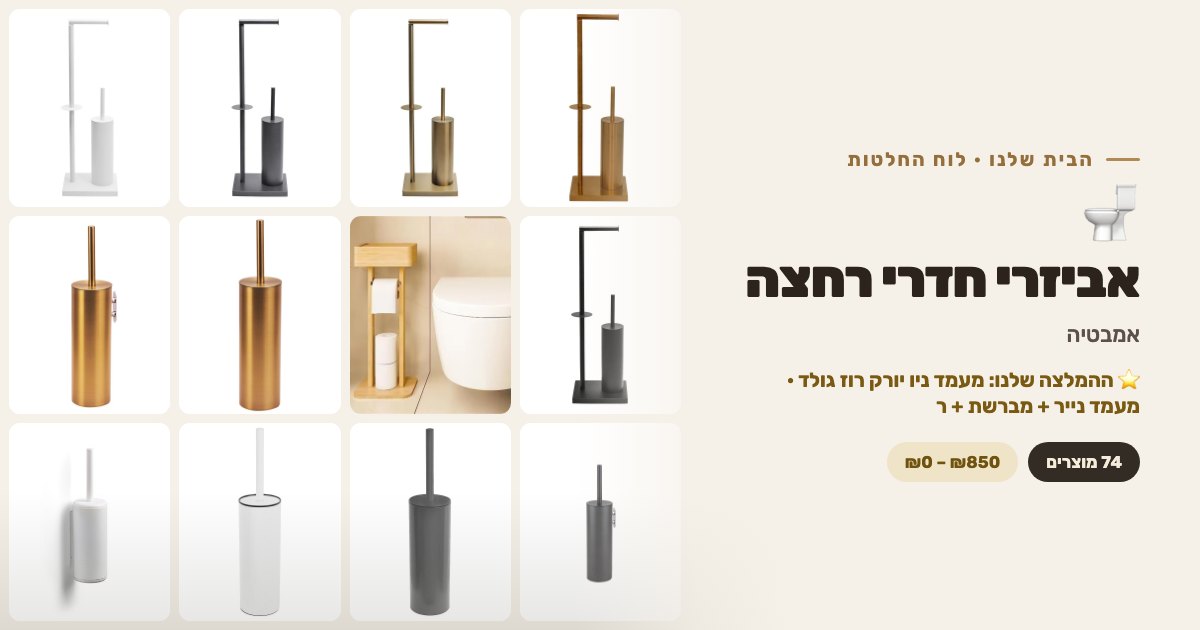 הבית שלנו • לוח החלטות
אביזרי חדרי רחצה
אמבטיה
⭐ ההמלצה שלנו: מעמד ניו יורק רוז גולד •
מעמד נייר + מברשת + ר
74 מוצרים
₪0 – ₪850